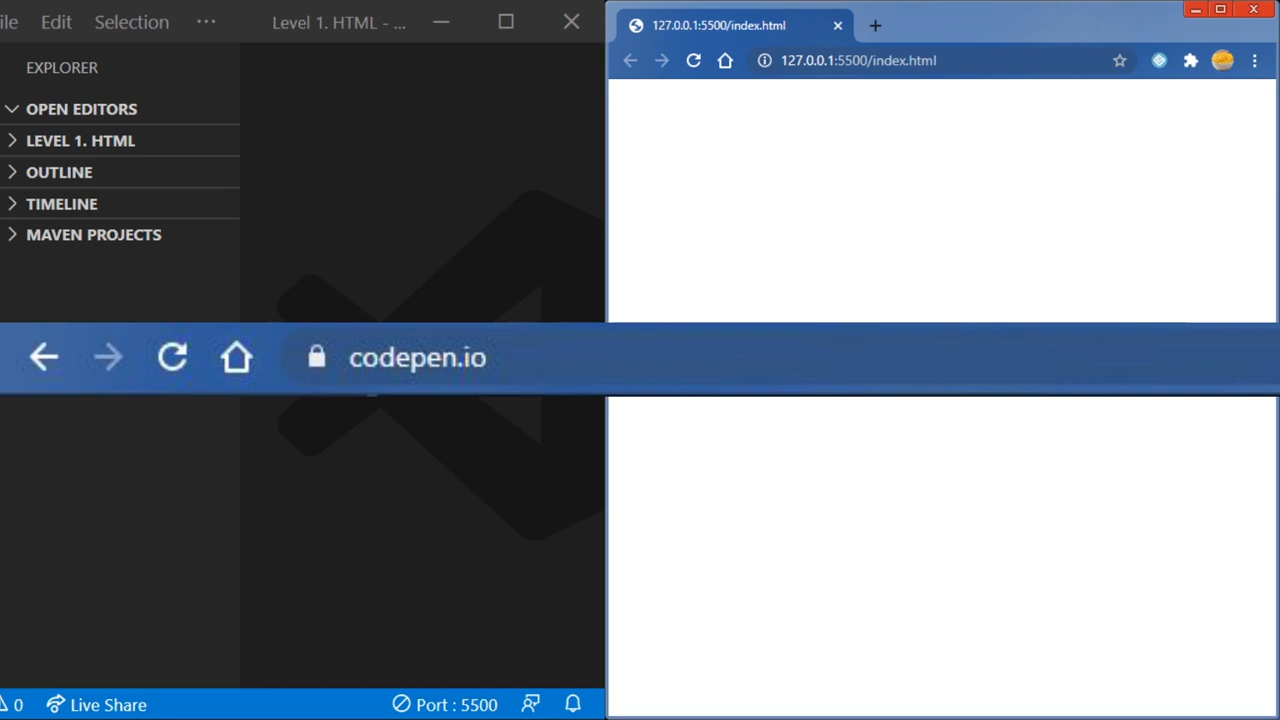 ile Edit Selection ··· Level 1. HTML - ...
EXPLORER
OPEN EDITORS
LEVEL 1. HTML
OUTLINE
TIMELINE
MAVEN PROJECTS
127.0.0.1:5500/index.html
127.0.0.1:5500/index.html
codepen.io
0 Live Share Port : 5500